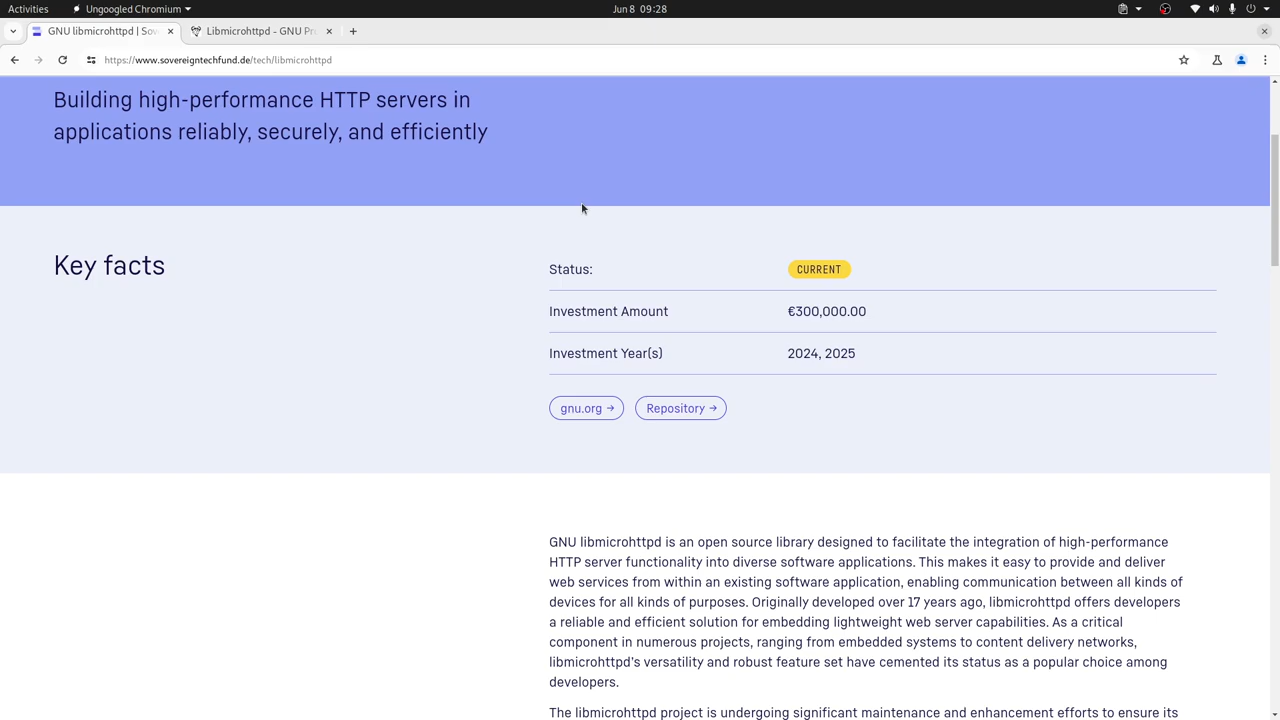 Activities
Ungoogled Chromium
Jun 8 09:28
GNU libmicrohttpd | Sov
Libmicrohttpd - GNU Pr
https://www.sovereigntechfund.de/tech/libmicrohttpd
Building high-performance HTTP servers in
applications reliably, securely, and efficiently
Key facts
Status: CURRENT
Investment Amount €300,000.00
Investment Year(s) 2024, 2025
gnu.org → Repository →
GNU libmicrohttpd is an open source library designed to facilitate the integration of high-performance
HTTP server functionality into diverse software applications. This makes it easy to provide and deliver
web services from within an existing software application, enabling communication between all kinds of
devices for all kinds of purposes. Originally developed over 17 years ago, libmicrohttpd offers developers
a reliable and efficient solution for embedding lightweight web server capabilities. As a critical
component in numerous projects, ranging from embedded systems to content delivery networks,
libmicrohttpd's versatility and robust feature set have cemented its status as a popular choice among
developers.
The libmicrohttpd project is undergoing significant maintenance and enhancement efforts to ensure its